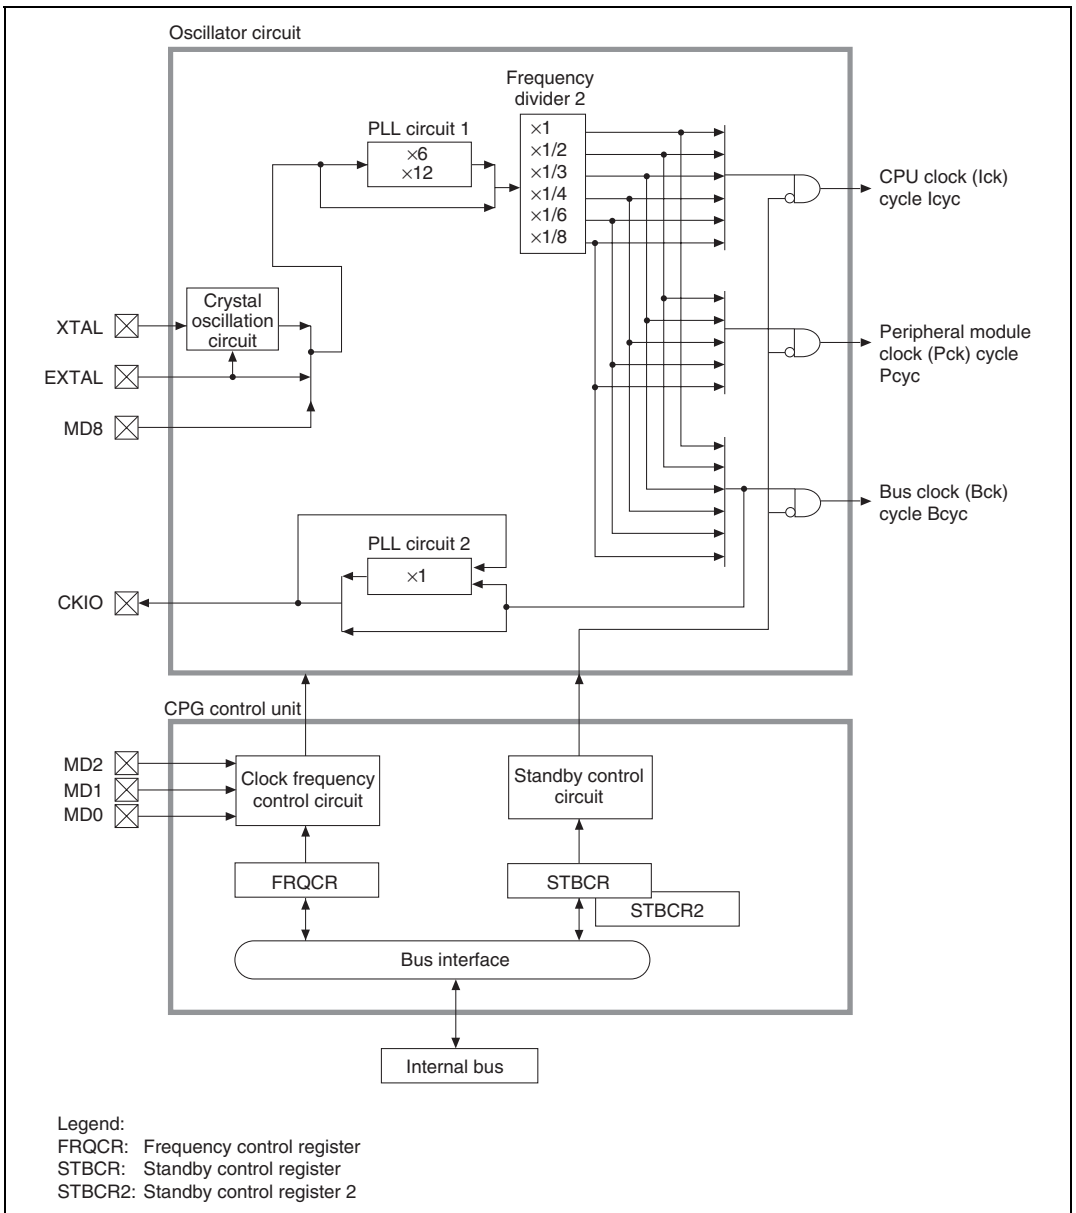 Oscillator circuit
Frequency
divider 2
PLL circuit 1
×6
×12
×1
×1/2
×1/3
×1/4
×1/6
×1/8
CPU clock (Ick)
cycle Icyc
Crystal
oscillation
circuit
XTAL
EXTAL
MD8
Peripheral module
clock (Pck) cycle
Pcyc
Bus clock (Bck)
cycle Bcyc
PLL circuit 2
×1
CKIO
CPG control unit
MD2
MD1
MD0
Clock frequency
control circuit
Standby control
circuit
FRQCR
STBCR
STBCR2
Bus interface
Internal bus
Legend:
FRQCR: Frequency control register
STBCR: Standby control register
STBCR2: Standby control register 2